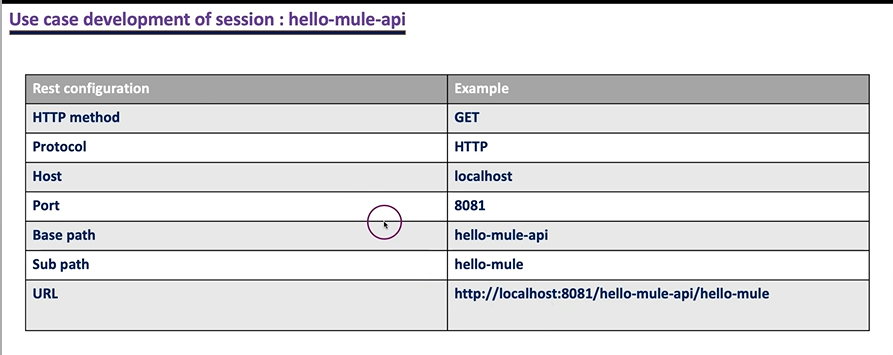 Use case development of session : hello-mule-api
Rest configuration Example
HTTP method GET
Protocol HTTP
Host localhost
Port 8081
Base path hello-mule-api
Sub path hello-mule
URL http://localhost:8081/hello-mule-api/hello-mule